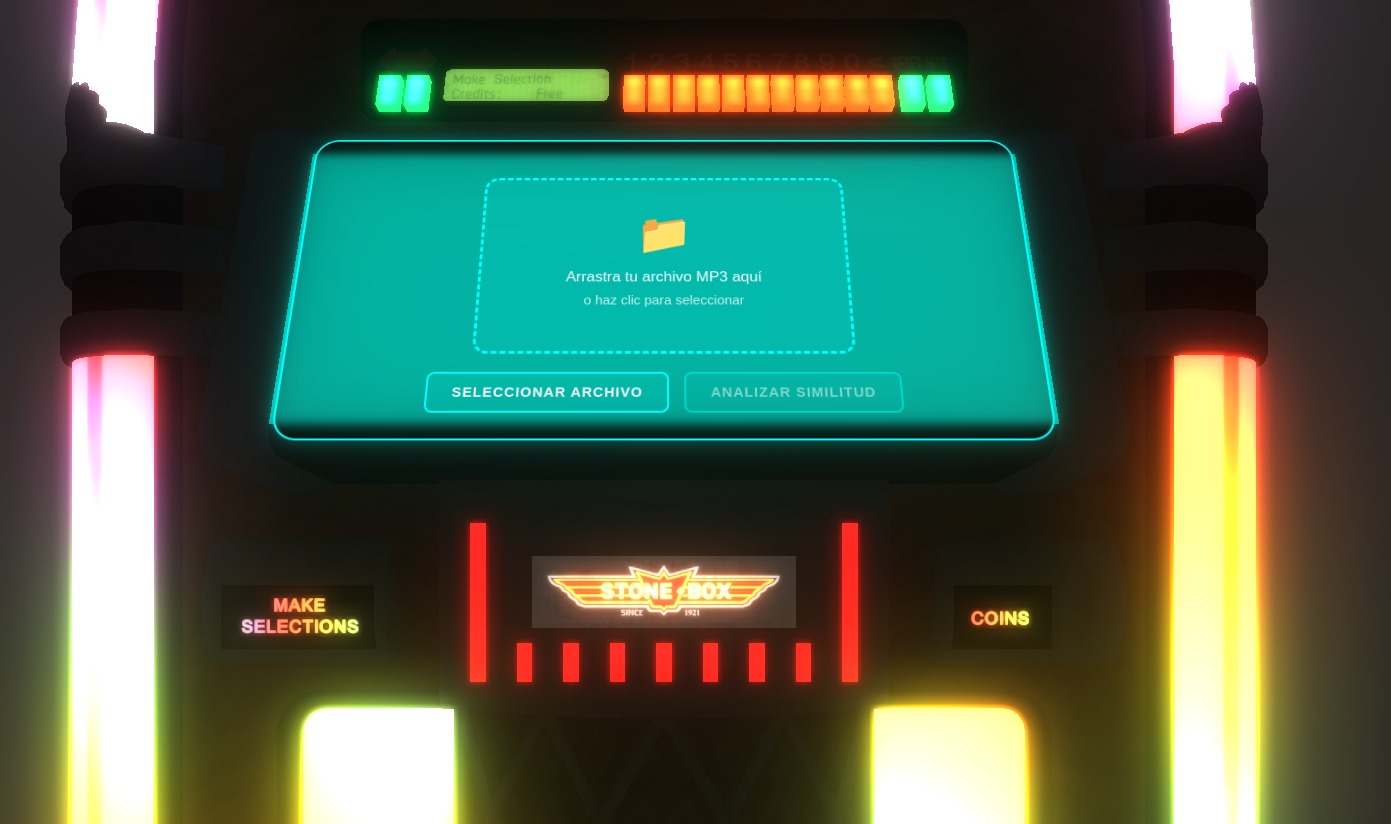 Make Selection
Credits: Free
Arrastra tu archivo MP3 aquí
o haz clic para seleccionar
SELECCIONAR ARCHIVO
ANALIZAR SIMILITUD
STONE BOX
SINCE 1921
MAKE
SELECTIONS
COINS